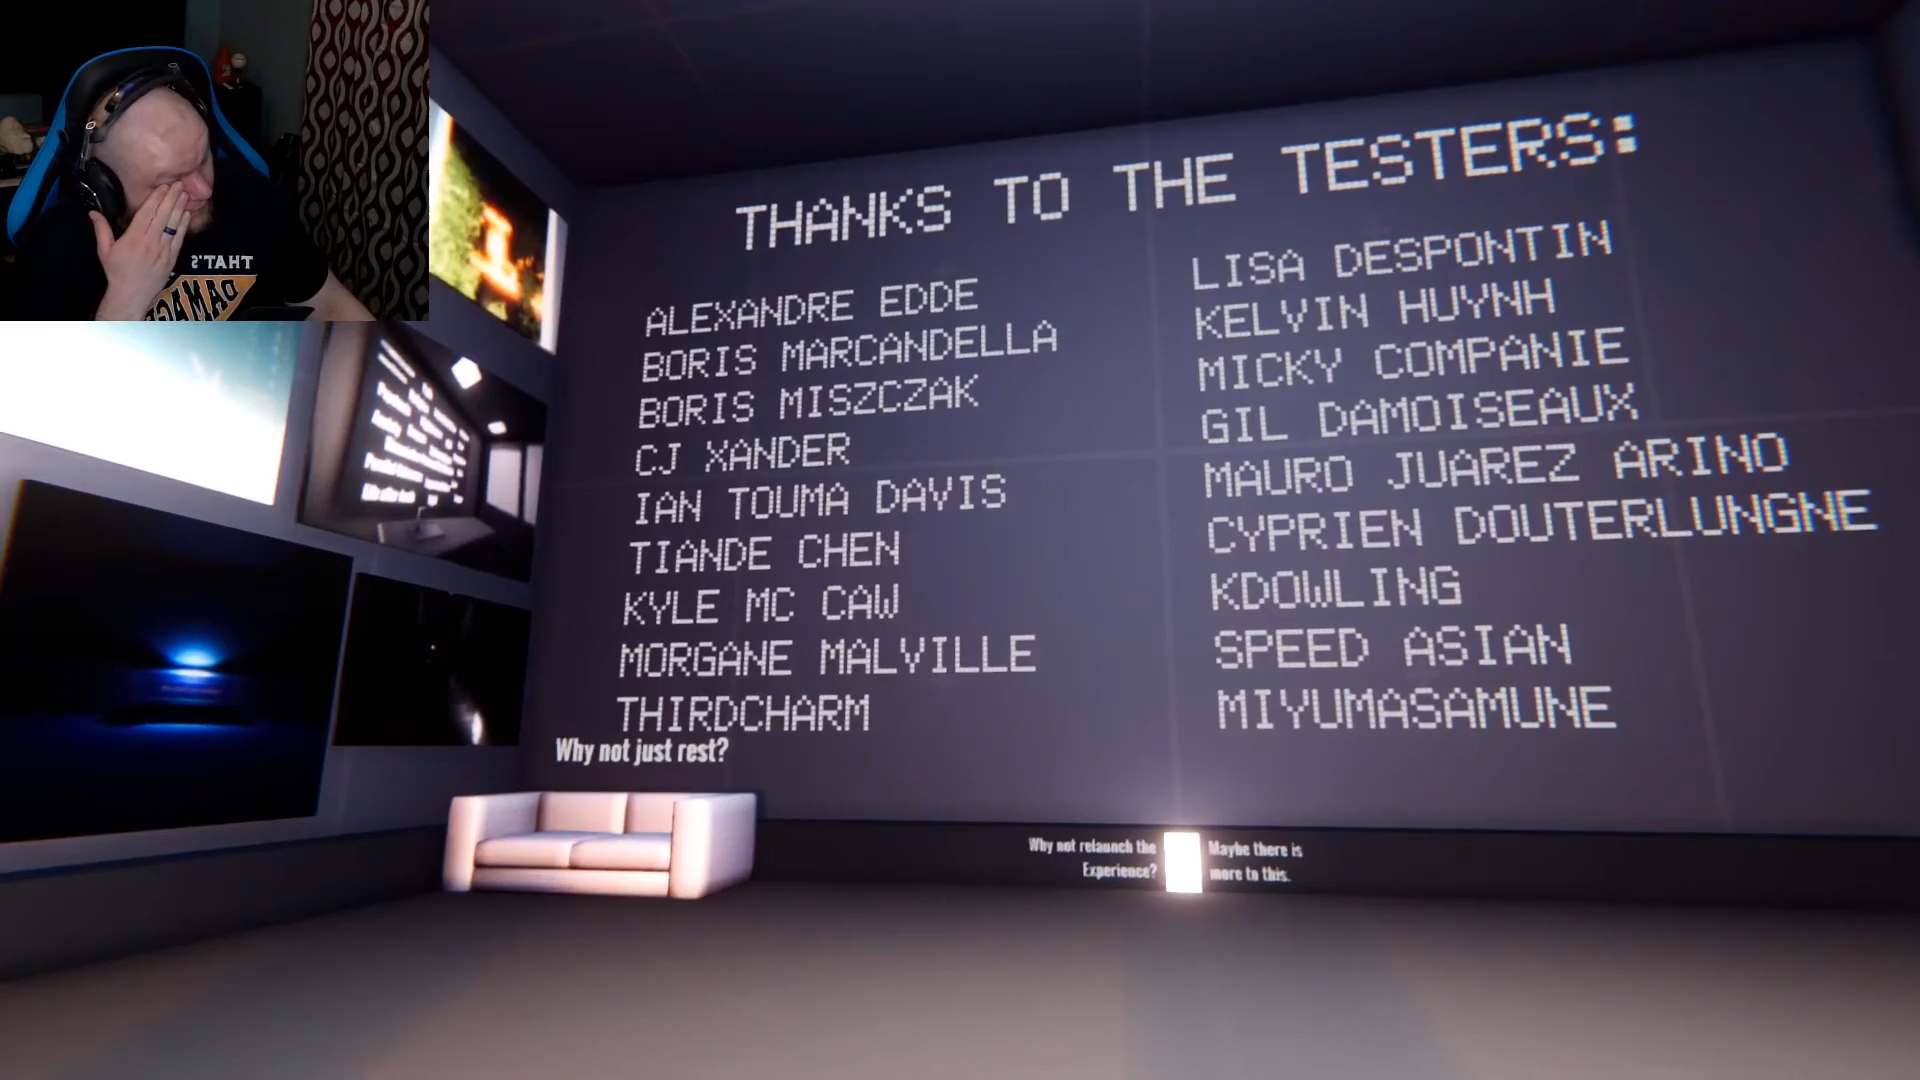 THAT'S
DAMAGE
THANKS TO THE TESTERS:
ALEXANDRE EDDE
BORIS MARCANDELLA
BORIS MISZCZAK
CJ XANDER
IAN TOUMA DAVIS
TIANDE CHEN
KYLE MC CAW
MORGANE MALVILLE
THIRDCHARM
LISA DESPONTIN
KELVIN HUYNH
MICKY COMPANIE
GIL DAMOISEAUX
MAURO JUAREZ ARINO
CYPRIEN DOUTERLUNGNE
KDOWLING
SPEED ASIAN
MIYUMASAMUNE
Why not just rest?
Why not relaunch the
Experience?
Maybe there is
more to this.